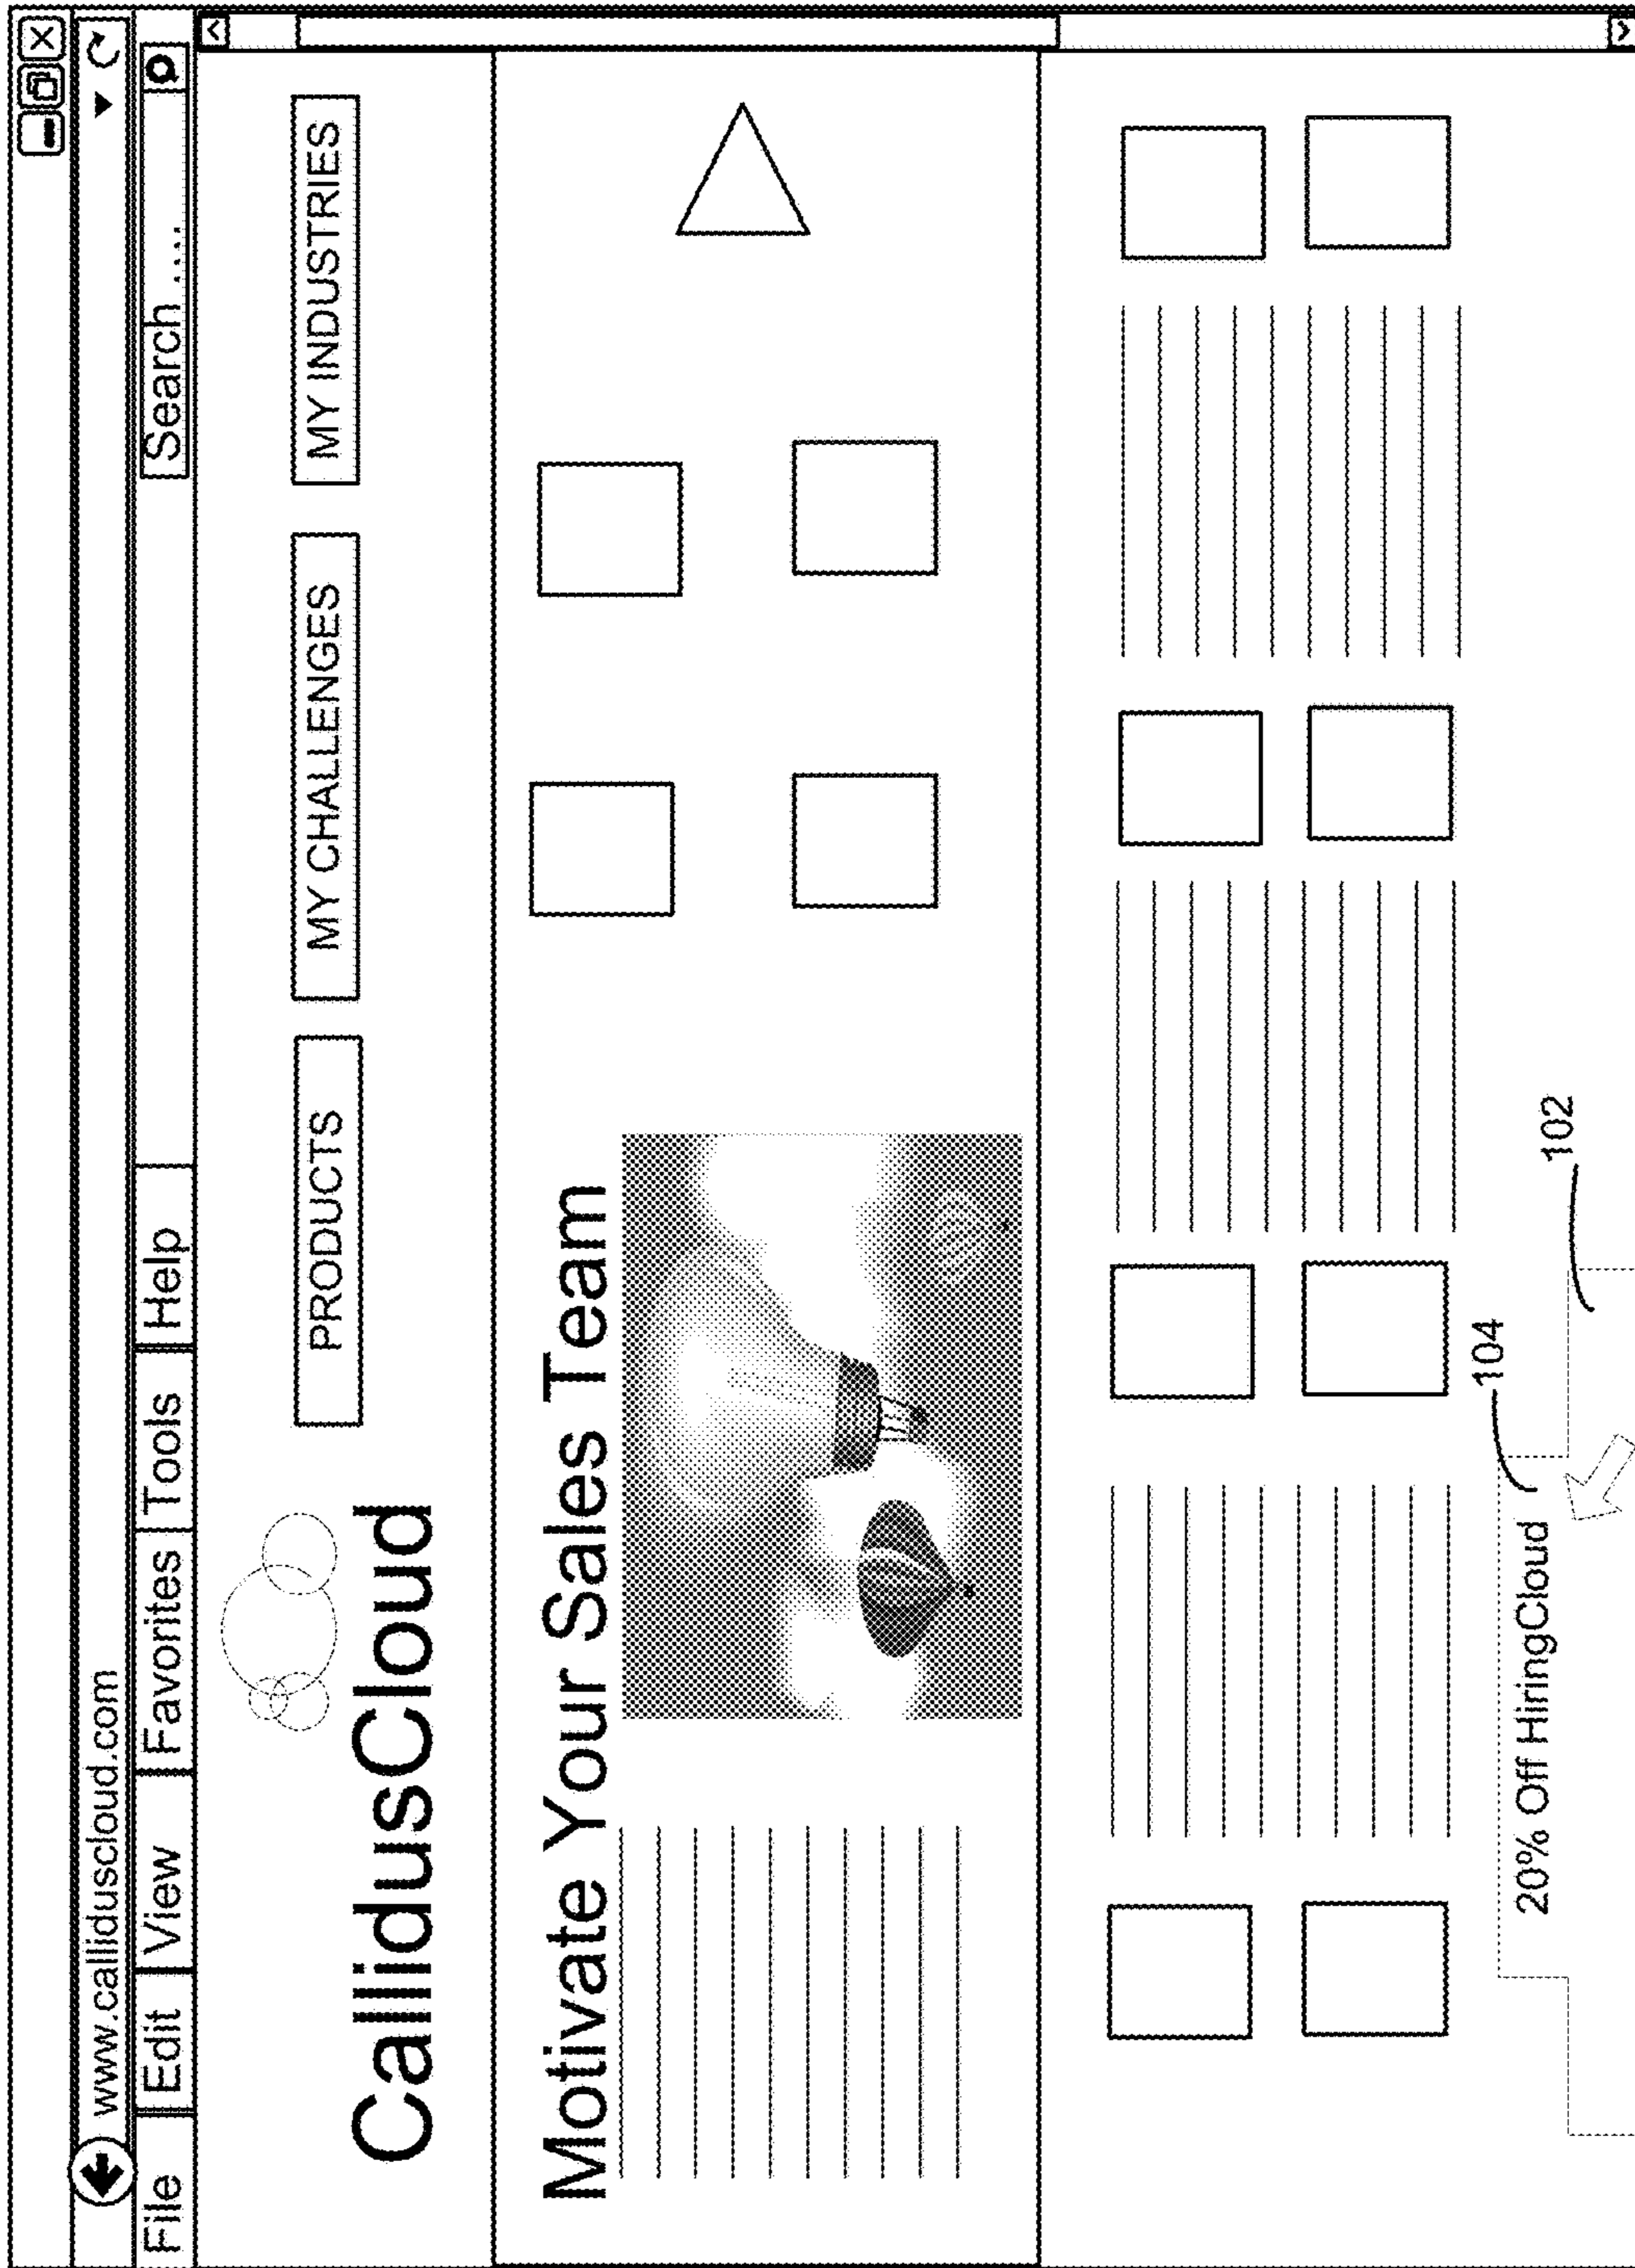 www.calliduscloud.com
File Edit View Favorites Tools Help Search ....
PRODUCTS MY CHALLENGES MY INDUSTRIES
CallidusCloud
Motivate Your Sales Team
104
102
20% Off HiringCloud